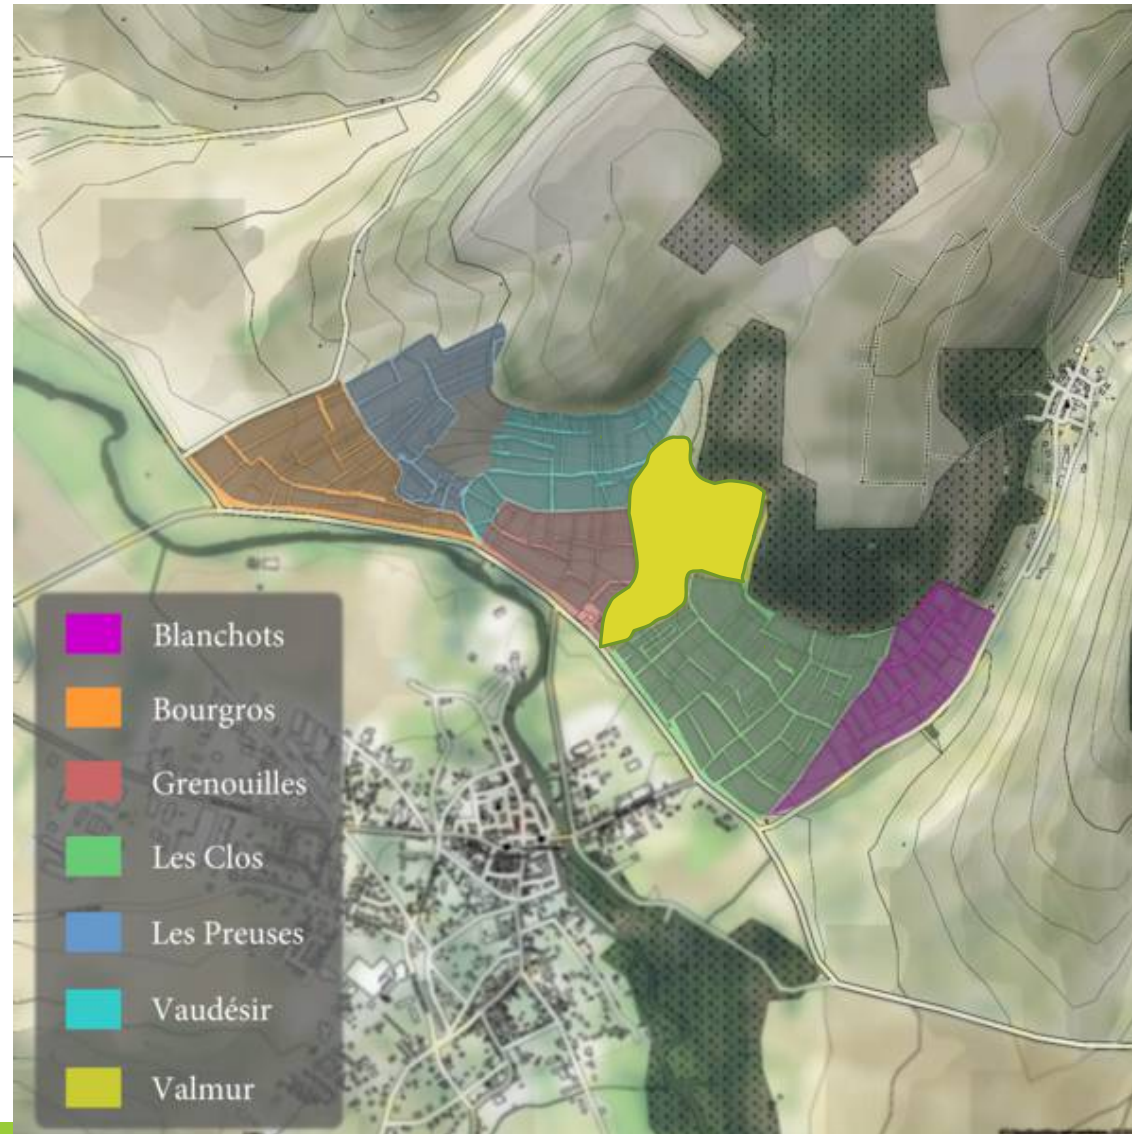 Blanchots
Bourgros
Grenouilles
Les Clos
Les Preuses
Vaudésir
Valmur